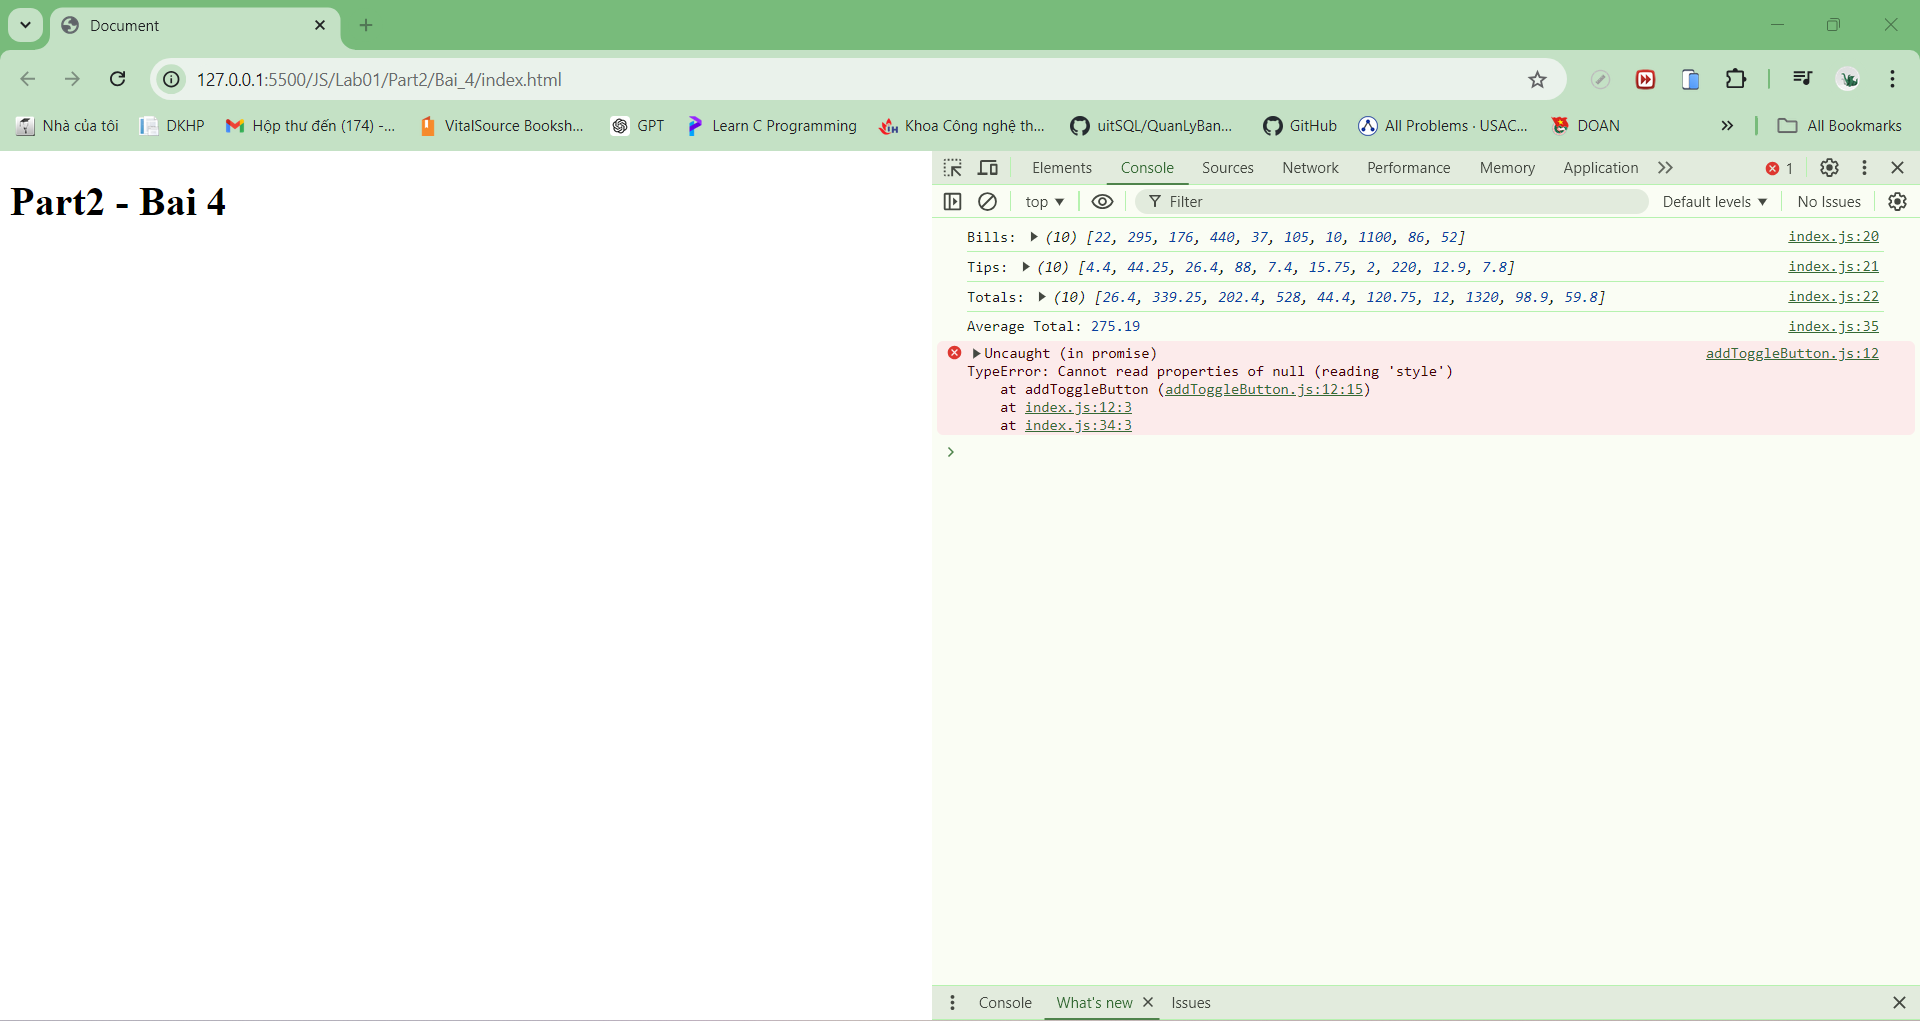 Document
127.0.0.1:5500/JS/Lab01/Part2/Bai_4/index.html
Nhà của tôi DKHP Hộp thư đến (174) -... VitalSource Booksh... GPT Learn C Programming Khoa Công nghệ th... uitSQL/QuanLyBan... GitHub All Problems · USAC... DOAN All Bookmarks
Part2 - Bai 4
Elements Console Sources Network Performance Memory Application 1
top Filter Default levels No Issues
Bills: (10) [22, 295, 176, 440, 37, 105, 10, 1100, 86, 52] index.js:20
Tips: (10) [4.4, 44.25, 26.4, 88, 7.4, 15.75, 2, 220, 12.9, 7.8] index.js:21
Totals: (10) [26.4, 339.25, 202.4, 528, 44.4, 120.75, 12, 1320, 98.9, 59.8] index.js:22
Average Total: 275.19 index.js:35
Uncaught (in promise) addToggleButton.js:12
TypeError: Cannot read properties of null (reading 'style')
at addToggleButton (addToggleButton.js:12:15)
at index.js:12:3
at index.js:34:3
Console What's new Issues